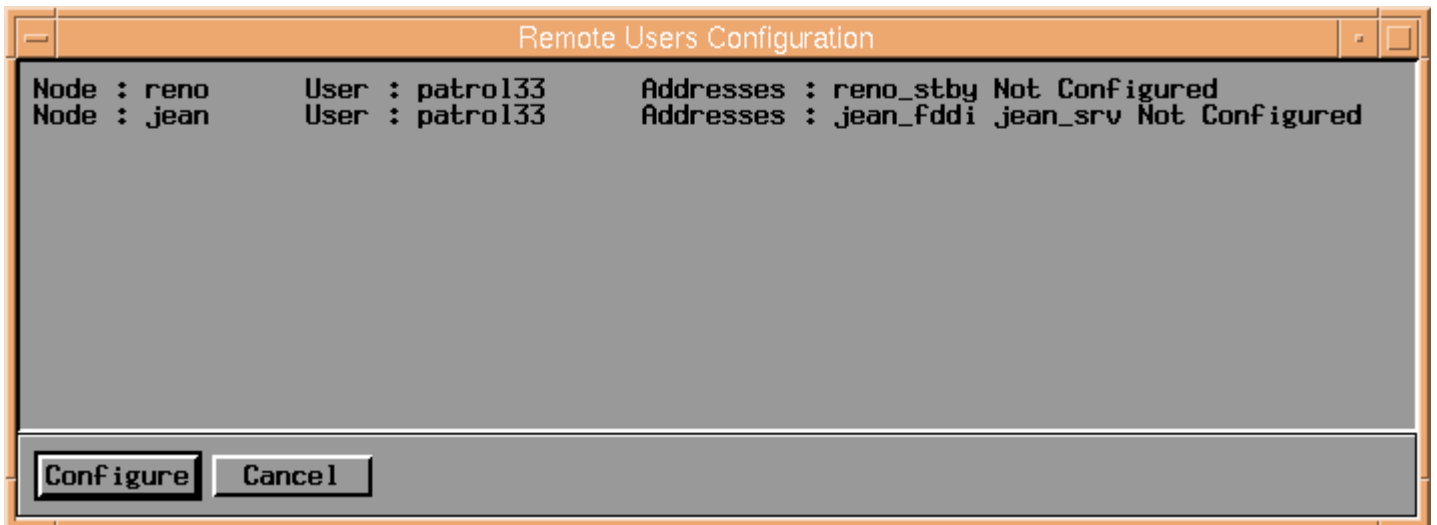 Remote Users Configuration
Node : reno User : patrol33 Addresses : reno_stby Not Configured
Node : jean User : patrol33 Addresses : jean_fddi jean_srv Not Configured
Configure Cancel